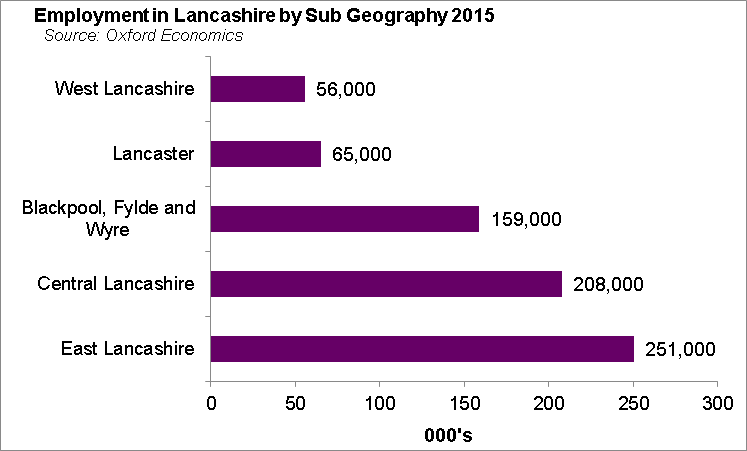 Employment in Lancashire by Sub Geography 2015
Source: Oxford Economics
West Lancashire
56,000
Lancaster
65,000
Blackpool, Fylde and
Wyre
159,000
Central Lancashire
208,000
East Lancashire
251,000
0 50 100 150 200 250 300
000's